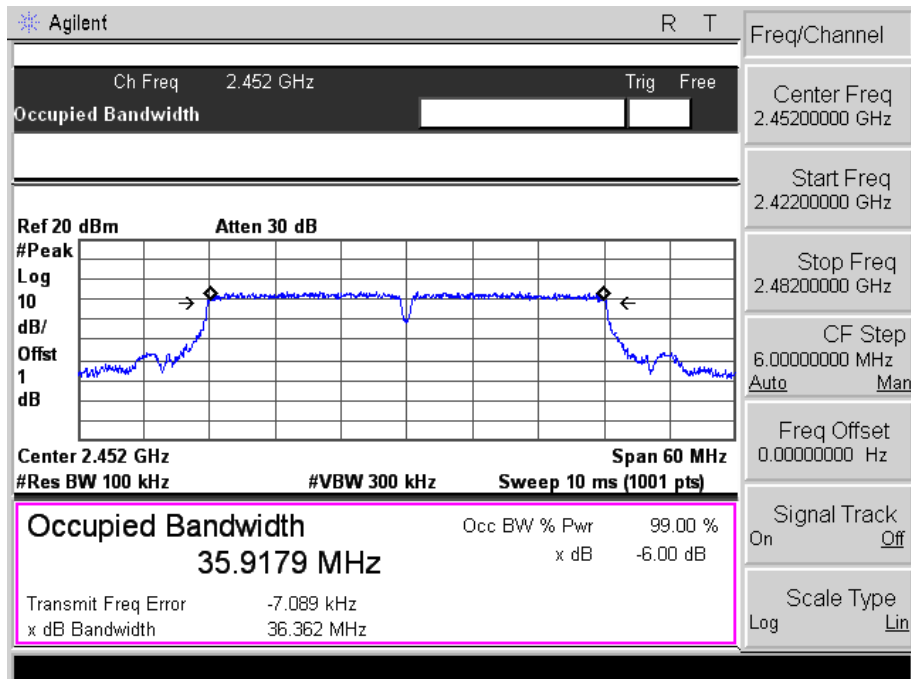 Agilent R T
Ch Freq 2.452 GHz Trig Free
Occupied Bandwidth
Ref 20 dBm Atten 30 dB
#Peak
Log
10
dB/
Offst
1
dB
Center 2.452 GHz Span 60 MHz
#Res BW 100 kHz #VBW 300 kHz Sweep 10 ms (1001 pts)
Occupied Bandwidth
35.9179 MHz
Occ BW % Pwr 99.00 %
x dB -6.00 dB
Transmit Freq Error -7.089 kHz
x dB Bandwidth 36.362 MHz
Freq/Channel
Center Freq
2.45200000 GHz
Start Freq
2.42200000 GHz
Stop Freq
2.48200000 GHz
CF Step
6.00000000 MHz
Auto Man
Freq Offset
0.00000000 Hz
Signal Track
On Off
Scale Type
Log Lin